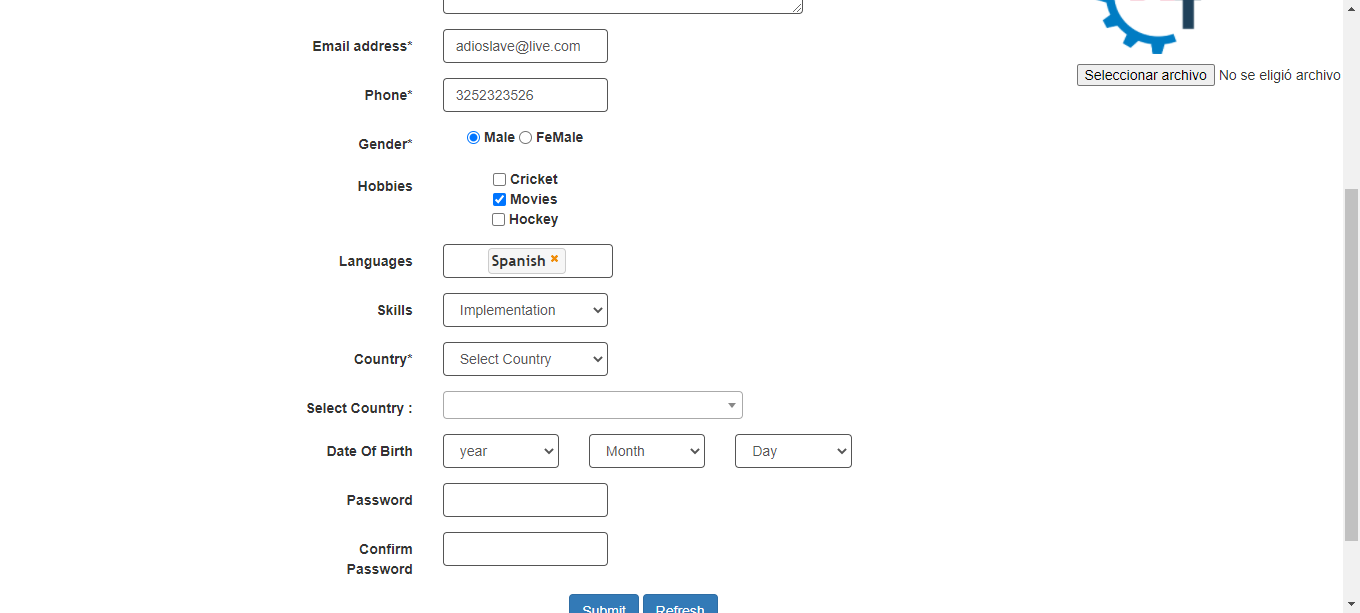 Email address* adioslave@live.com
Seleccionar archivo No se eligió archivo
Phone* 3252323526
Gender* Male FeMale
Hobbies Cricket
Movies
Hockey
Languages Spanish
Skills Implementation
Country* Select Country
Select Country :
Date Of Birth year Month Day
Password
Confirm
Password
Submit Refresh